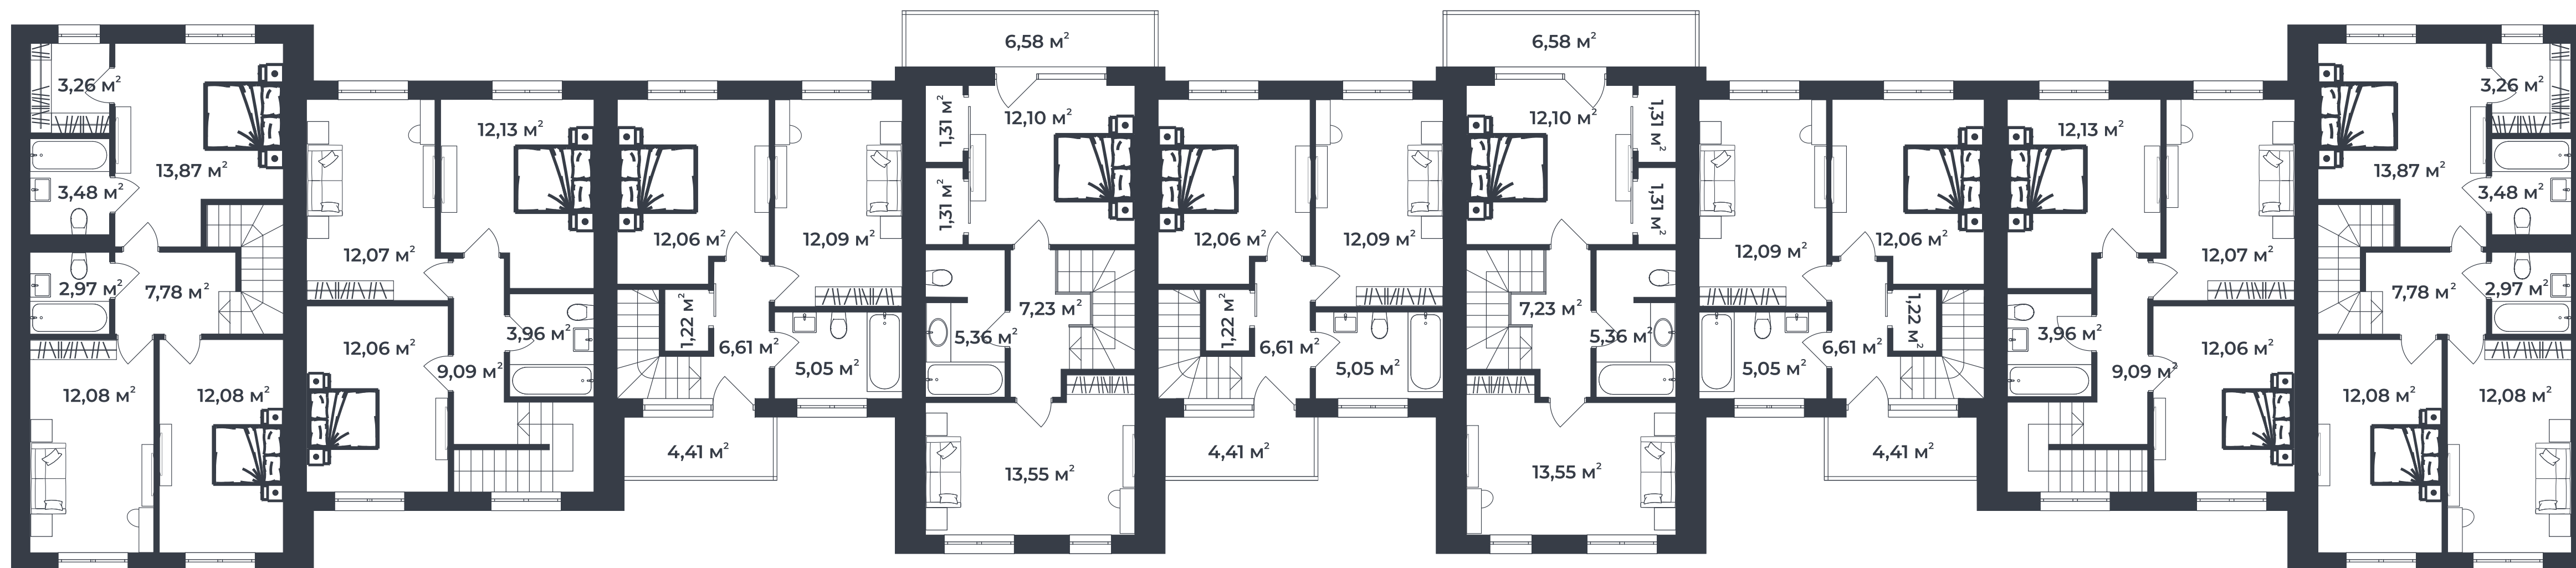 3,26 м²
13,87 м²
3,48 м²
2,97 м²
7,78 м²
12,08 м²
12,08 м²
12,13 м²
12,07 м²
12,06 м²
3,96 м²
9,09 м²
12,06 м²
12,09 м²
1,22 м²
6,61 м²
5,05 м²
4,41 м²
6,58 м²
1,31 м²
12,10 м²
1,31 м²
7,23 м²
5,36 м²
13,55 м²
12,06 м²
12,09 м²
1,22 м²
6,61 м²
5,05 м²
4,41 м²
6,58 м²
12,10 м²
1,31 м²
1,31 м²
7,23 м²
5,36 м²
13,55 м²
12,09 м²
12,06 м²
1,22 м²
5,05 м²
6,61 м²
4,41 м²
12,13 м²
12,07 м²
3,96 м²
12,06 м²
9,09 м²
3,26 м²
13,87 м²
3,48 м²
7,78 м²
2,97 м²
12,08 м²
12,08 м²